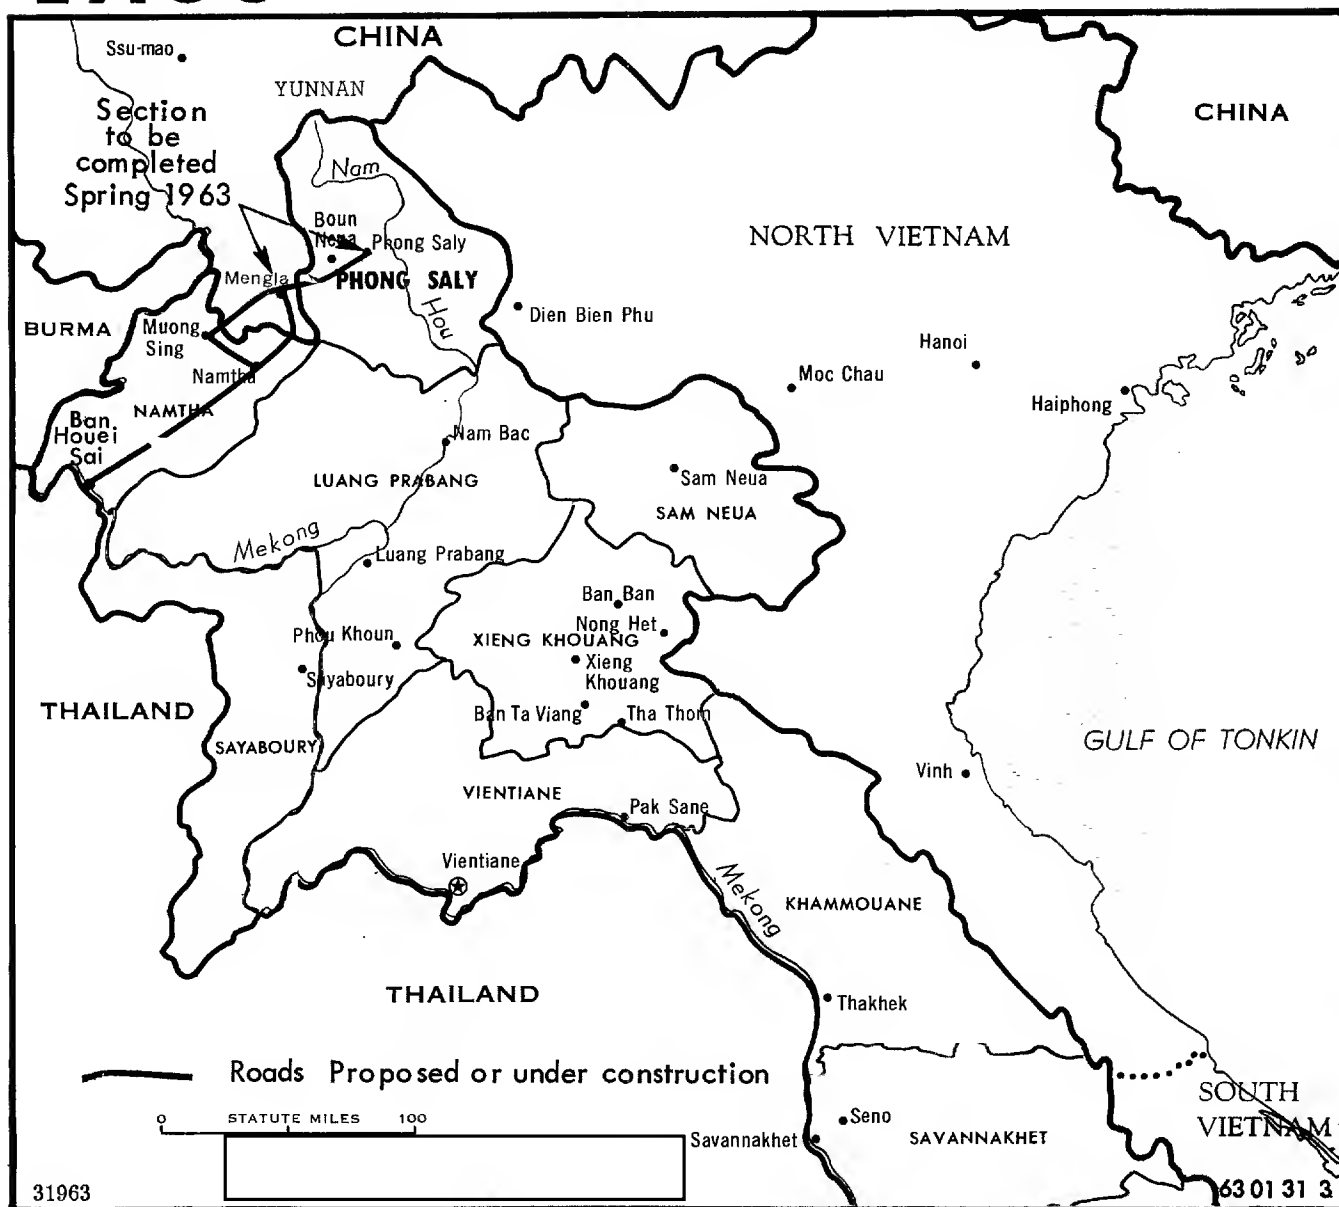 CHINA
Ssu-mao
YUNNAN
Section
to be
completed
Spring 1963
CHINA
Nam
Boun
Neua
Phong Saly
NORTH VIETNAM
Mengla
PHONG SALY
Hou
Dien Bien Phu
BURMA
Muong
Sing
Hanoi
Namtha
Moc Chau
Haiphong
NAMTHA
Ban
Houei
Sai
Nam Bac
LUANG PRABANG
Sam Neua
SAM NEUA
Mekong
Luang Prabang
Ban Ban
Nong Het
Phou Khoun
XIENG KHOUANG
Xieng
Khouang
Sayaboury
THAILAND
Ban Ta Viang
Tha Thom
SAYABOURY
GULF OF TONKIN
Vinh
VIENTIANE
Pak Sane
Vientiane
Mekong
KHAMMOUANE
THAILAND
Thakhek
Roads Proposed or under construction
SOUTH
VIETNAM
0 STATUTE MILES 100
Seno
Savannakhet
SAVANNAKHET
31963
63 01 31 3